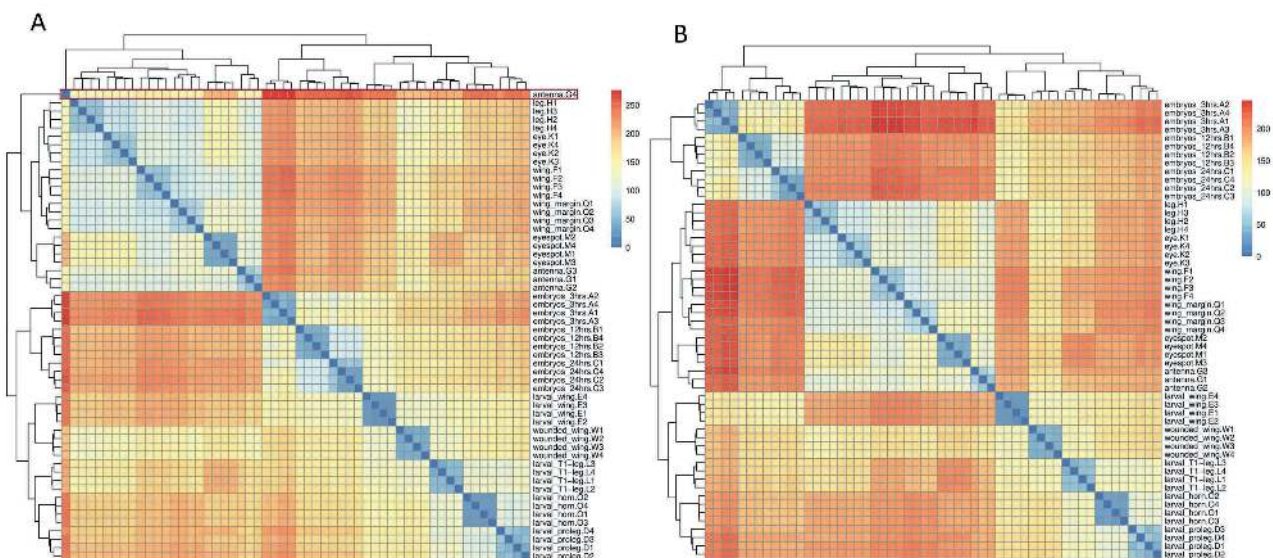 A
antenna.G4
leg.H1
leg.H3
leg.H2
leg.H4
eye.K1
eye.K4
eye.K2
eye.K3
wing.F1
wing.F2
wing.F3
wing.F4
wing_margin.Q1
wing_margin.Q2
wing_margin.Q3
wing_margin.Q4
eyespot.M2
eyespot.M4
eyespot.M1
eyespot.M3
antenna.G3
antenna.G1
antenna.G2
embryos_3hrs.A2
embryos_3hrs.A4
embryos_3hrs.A1
embryos_3hrs.A3
embryos_12hrs.B1
embryos_12hrs.B4
embryos_12hrs.B2
embryos_12hrs.B3
embryos_24hrs.C1
embryos_24hrs.C4
embryos_24hrs.C2
embryos_24hrs.C3
larval_wing.E4
larval_wing.E3
larval_wing.E1
larval_wing.E2
wounded_wing.W1
wounded_wing.W2
wounded_wing.W3
wounded_wing.W4
larval_T1-leg.L3
larval_T1-leg.L4
larval_T1-leg.L1
larval_T1-leg.L2
larval_horn.O2
larval_horn.O4
larval_horn.O1
larval_horn.O3
larval_proleg.D4
larval_proleg.D3
larval_proleg.D1
larval_proleg.D2
250
200
150
100
50
0
B
embryos_3hrs.A2
embryos_3hrs.A4
embryos_3hrs.A1
embryos_3hrs.A3
embryos_12hrs.B1
embryos_12hrs.B4
embryos_12hrs.B2
embryos_12hrs.B3
embryos_24hrs.C1
embryos_24hrs.C4
embryos_24hrs.C2
embryos_24hrs.C3
leg.H1
leg.H3
leg.H2
leg.H4
eye.K1
eye.K4
eye.K2
eye.K3
wing.F1
wing.F2
wing.F3
wing.F4
wing_margin.Q1
wing_margin.Q2
wing_margin.Q3
wing_margin.Q4
eyespot.M2
eyespot.M4
eyespot.M1
eyespot.M3
antenna.G1
antenna.G2
larval_wing.E4
larval_wing.E3
larval_wing.E1
larval_wing.E2
wounded_wing.W1
wounded_wing.W2
wounded_wing.W3
wounded_wing.W4
larval_T1-leg.L3
larval_T1-leg.L4
larval_T1-leg.L1
larval_T1-leg.L2
larval_horn.O2
larval_horn.O4
larval_horn.O1
larval_horn.O3
larval_proleg.D3
larval_proleg.D4
larval_proleg.D1
larval_proleg.D2
200
150
100
50
0